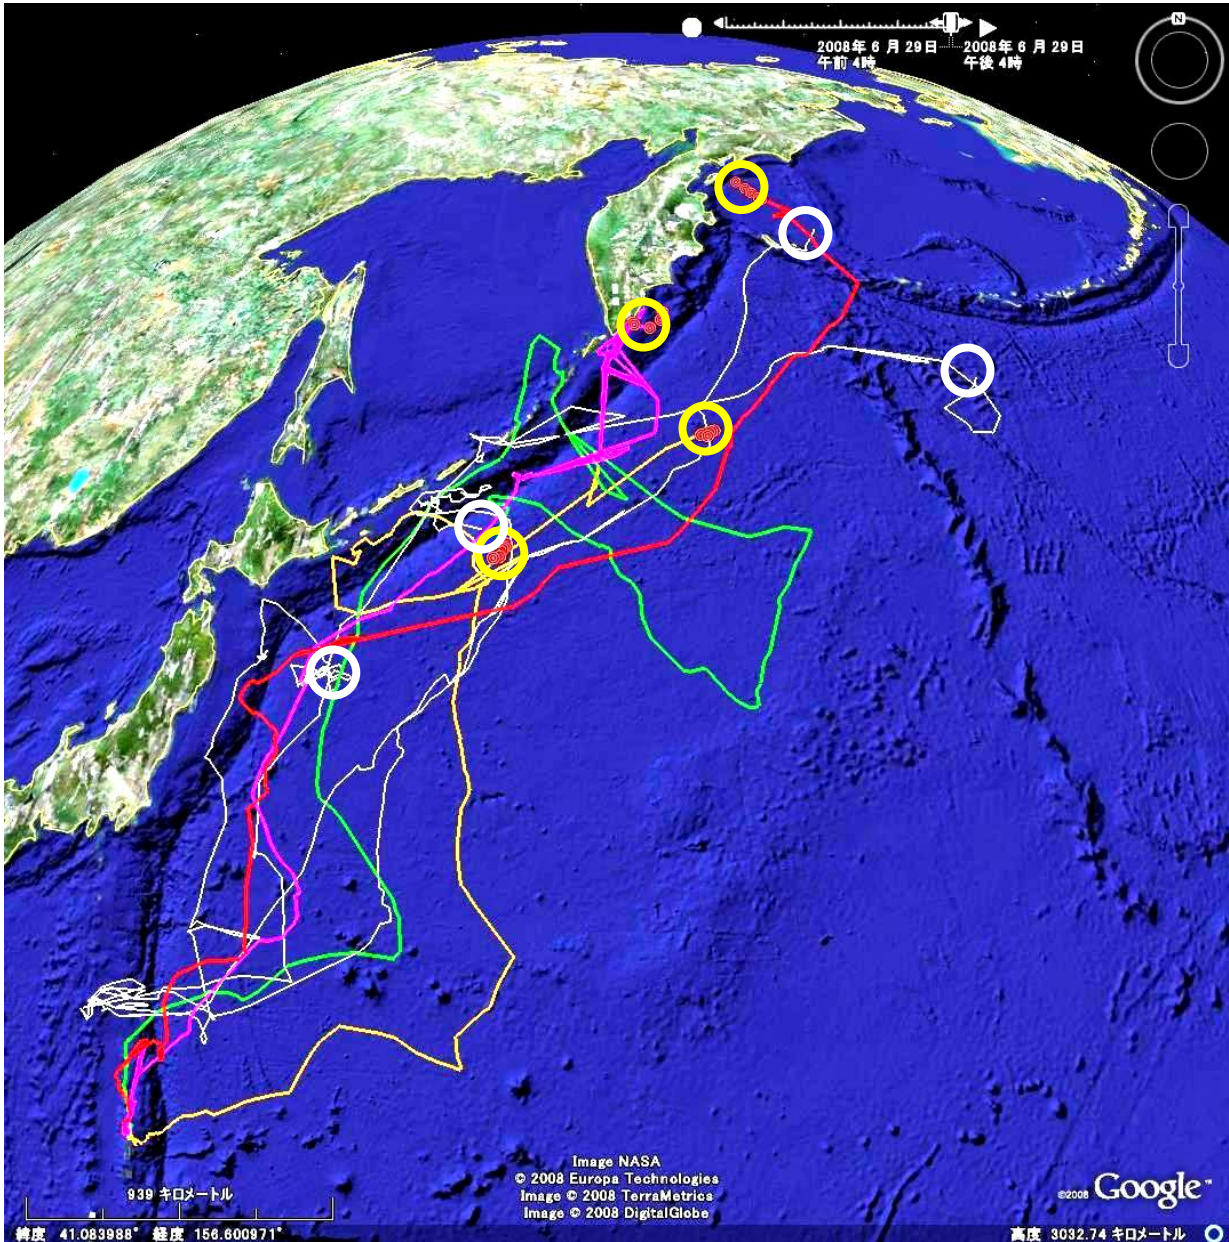 N
2008年 6 月 29日
午前 4時
2008年 6 月 29日
午後 4時
Image NASA
© 2008 Europa Technologies
Image © 2008 TerraMetrics
Image © 2008 DigitalGlobe
939 キロメートル
©2008 Google™
緯度 41.083988° 経度 156.600971°
高度 3032.74 キロメートル